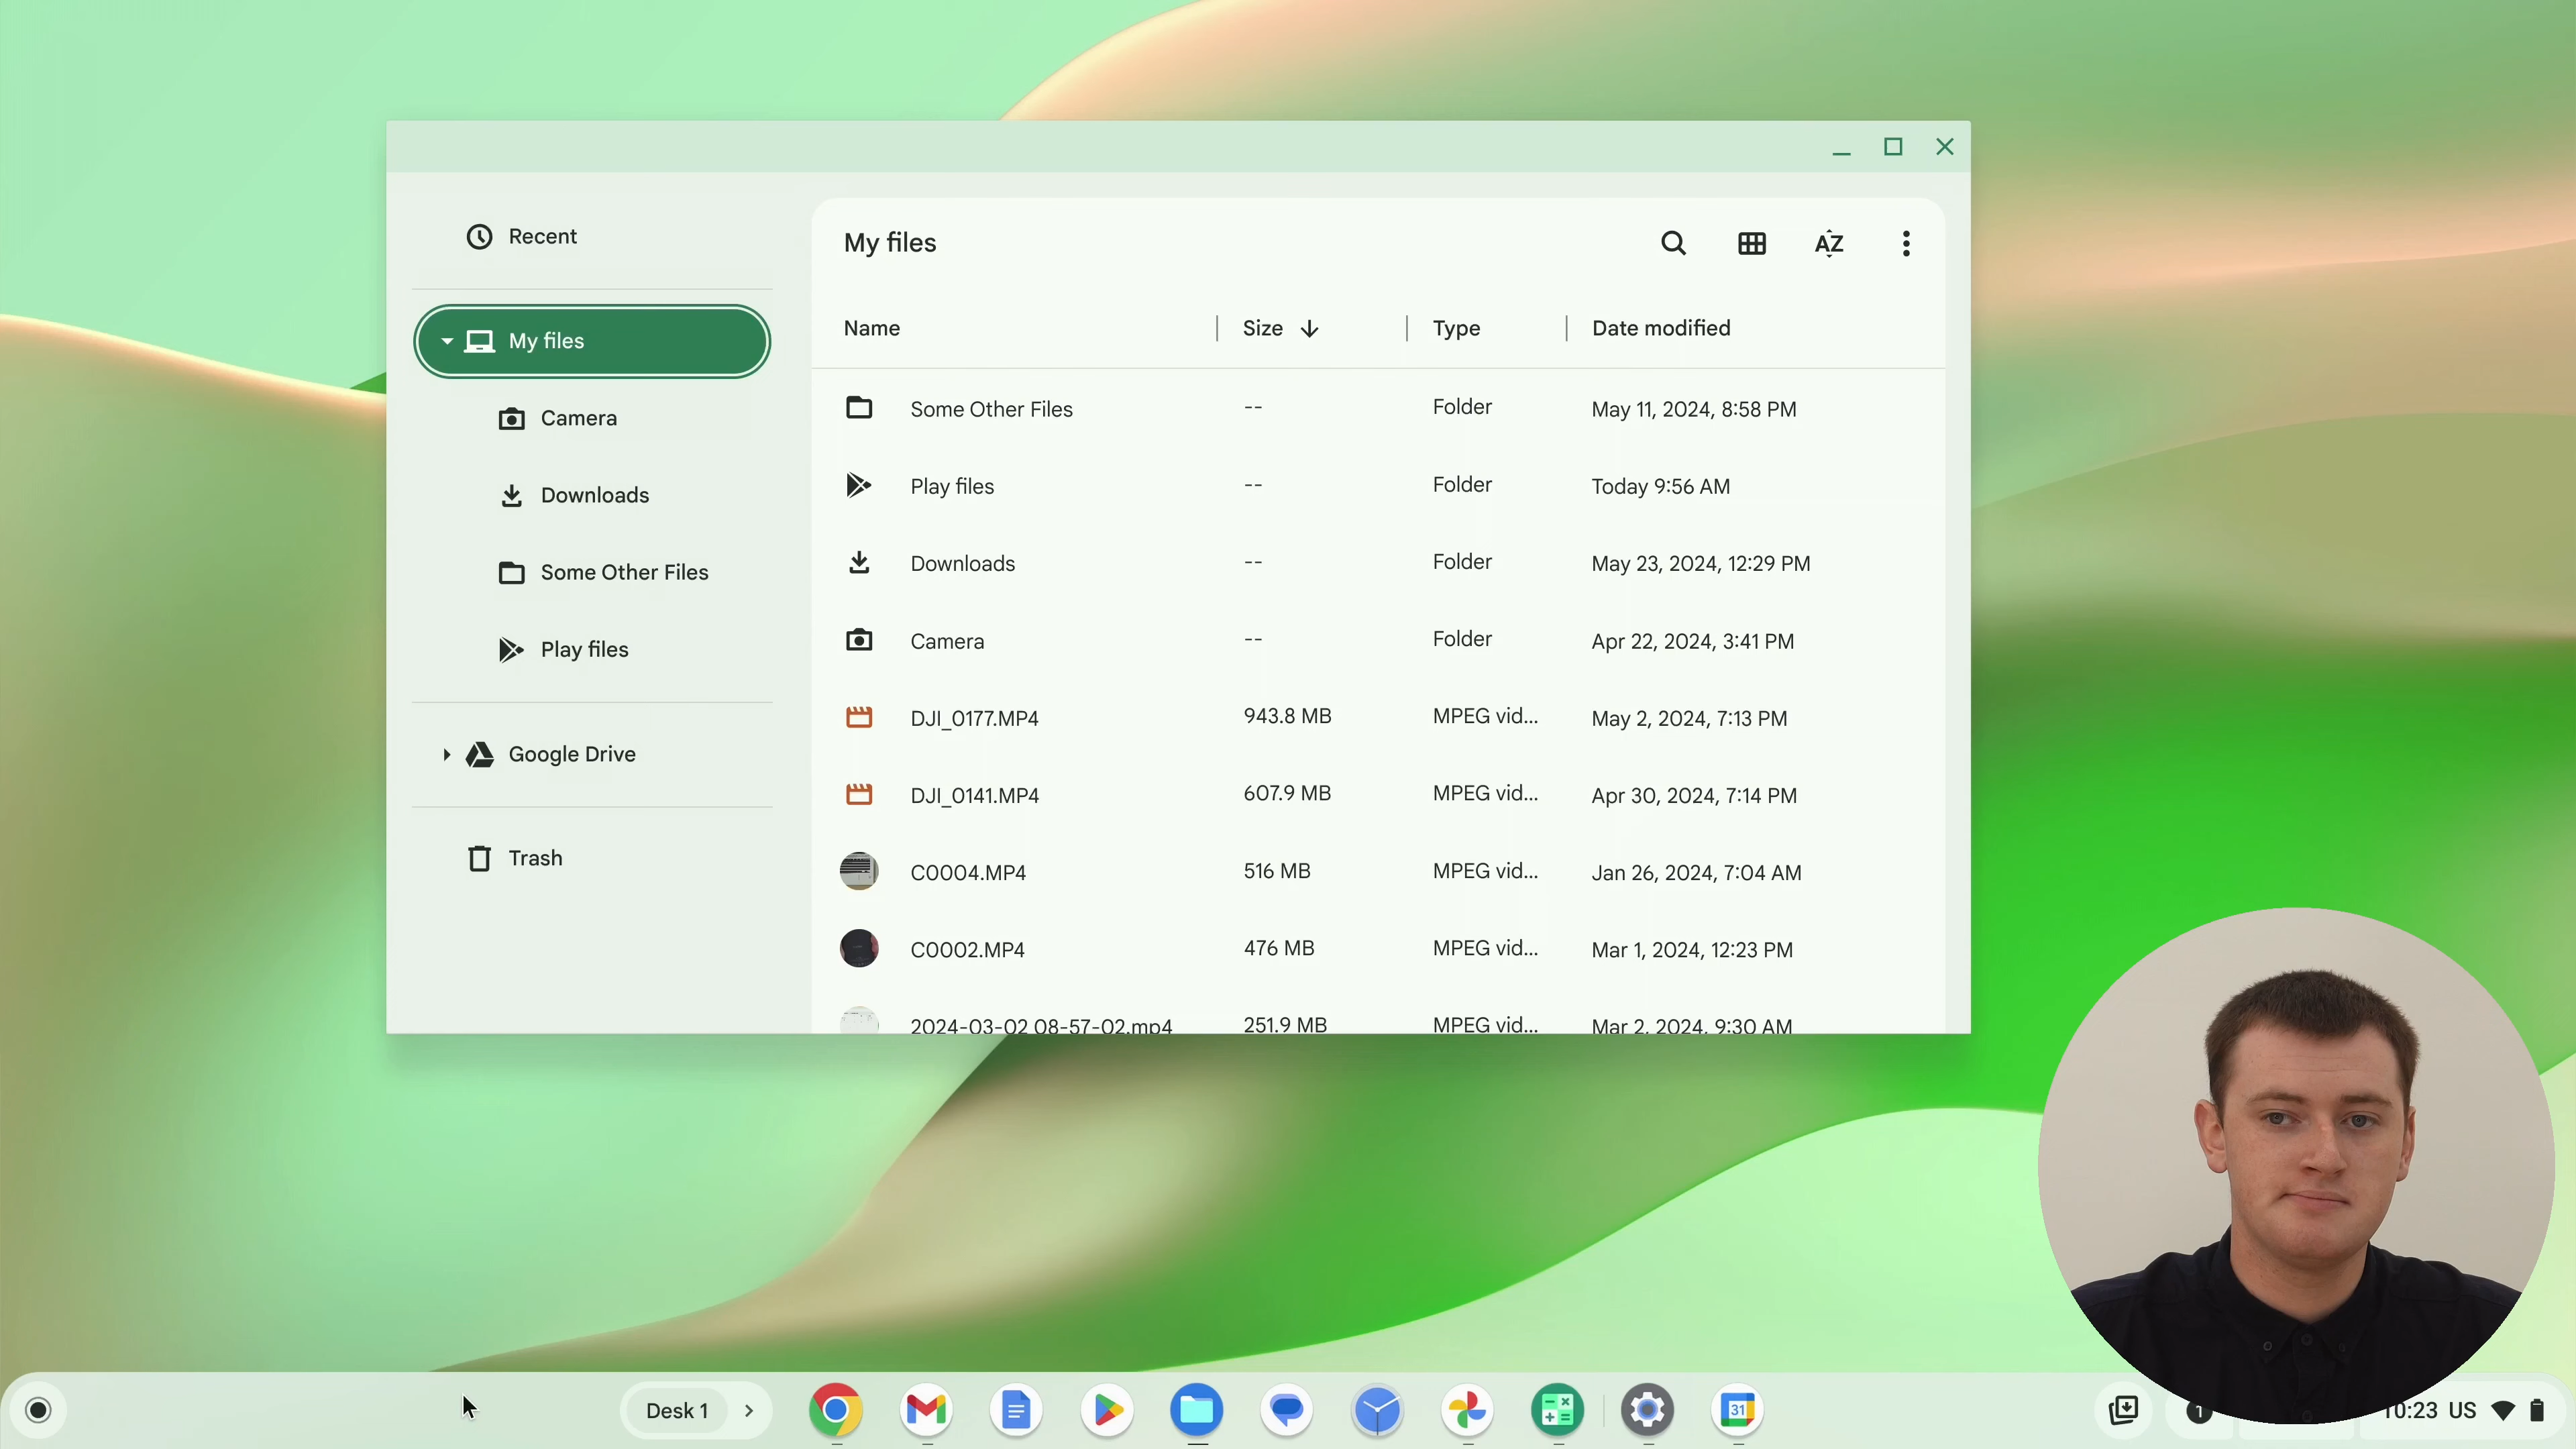 Recent
My files
Camera
Downloads
Some Other Files
Play files
Google Drive
Trash
My files
AZ
Name Size Type Date modified
Some Other Files -- Folder May 11, 2024, 8:58 PM
Play files -- Folder Today 9:56 AM
Downloads -- Folder May 23, 2024, 12:29 PM
Camera -- Folder Apr 22, 2024, 3:41 PM
DJI_0177.MP4 943.8 MB MPEG vid... May 2, 2024, 7:13 PM
DJI_0141.MP4 607.9 MB MPEG vid... Apr 30, 2024, 7:14 PM
C0004.MP4 516 MB MPEG vid... Jan 26, 2024, 7:04 AM
C0002.MP4 476 MB MPEG vid... Mar 1, 2024, 12:23 PM
2024-03-02 08-57-02.mp4 251.9 MB MPEG vid... Mar 2, 2024, 9:30 AM
Desk 1
31
1
10:23 US